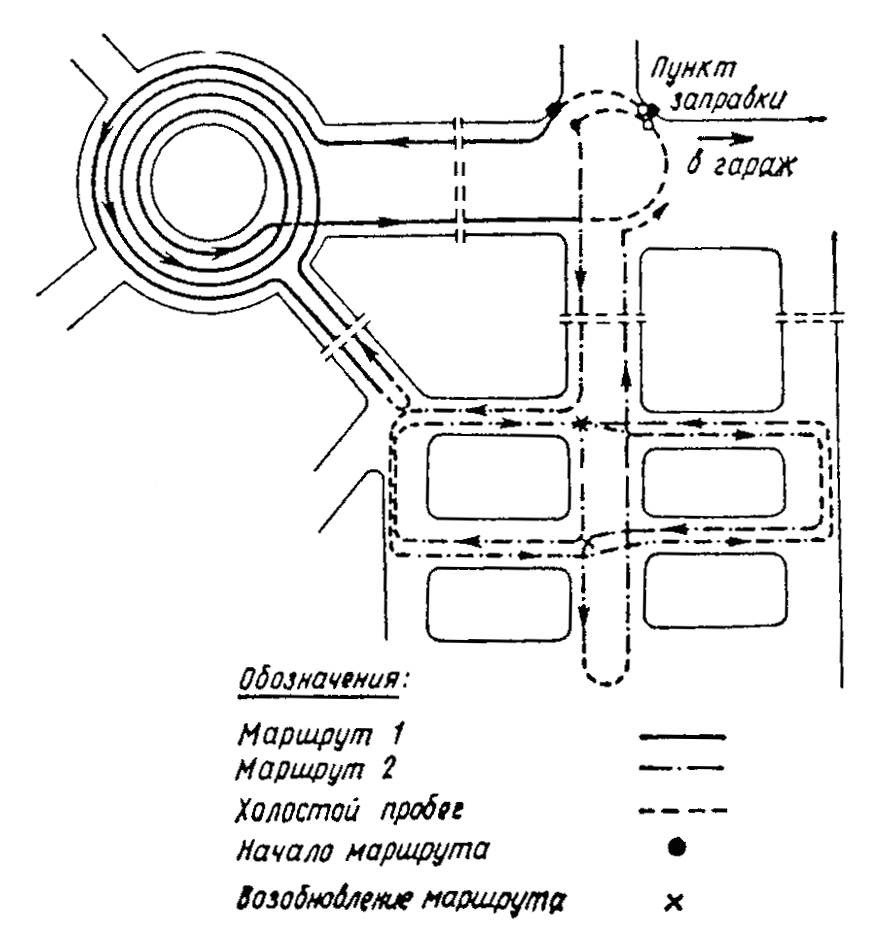 Пункт
заправки
в гараж
Обозначения:
Маршрут 1
Маршрут 2
Холостой пробег
Начало маршрута
Возобновление маршрута